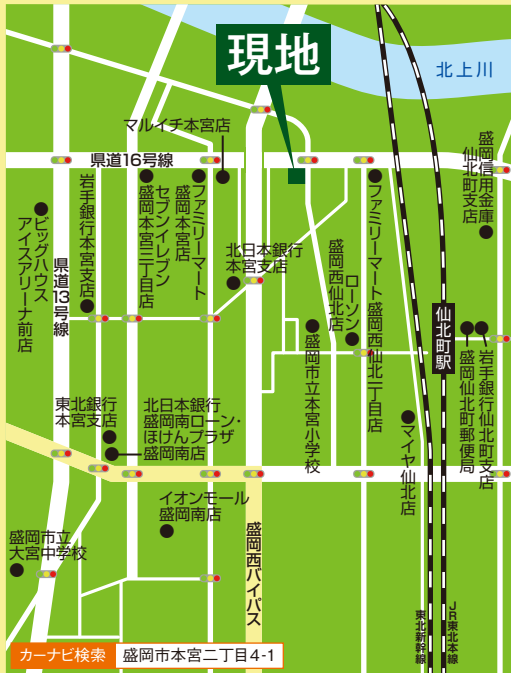 現地
北上川
マルイチ本宮店
県道16号線
盛岡信用金庫
仙北町支店
岩手銀行本宮支店
セブンイレブン
盛岡本宮三丁目店
ファミリーマート
盛岡本宮店
ファミリーマート盛岡西仙北一丁目店
ビッグハウス
アイスアリーナ前店
県道13号線
北日本銀行
本宮支店
ローソン
盛岡西仙北店
仙北町駅
盛岡市立本宮小学校
岩手銀行仙北町支店
盛岡仙北町郵便局
東北銀行
本宮支店
北日本銀行
盛岡南ローン・
ほけんプラザ
盛岡南店
マイヤ仙北店
イオンモール
盛岡南店
盛岡西バイパス
盛岡市立
大宮中学校
東北新幹線
JR東北本線
カーナビ検索
盛岡市本宮二丁目4-1